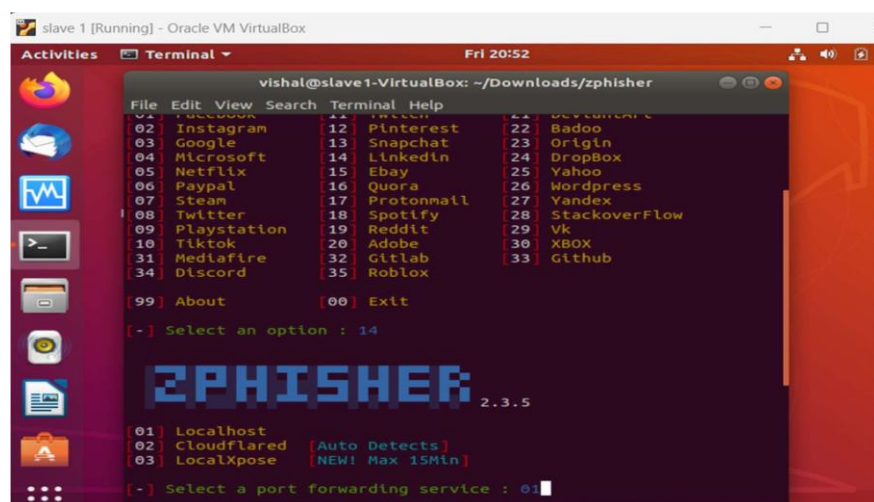 slave 1 [Running] - Oracle VM VirtualBox
Activities Terminal Fri 20:52
vishal@slave1-VirtualBox: ~/Downloads/zphisher
File Edit View Search Terminal Help
[02] Instagram [12] Pinterest [22] Badoo
[03] Google [13] Snapchat [23] Origin
[04] Microsoft [14] Linkedin [24] DropBox
[05] Netflix [15] Ebay [25] Yahoo
[06] Paypal [16] Quora [26] Wordpress
[07] Steam [17] Protonmail [27] Yandex
[08] Twitter [18] Spotify [28] StackoverFlow
[09] Playstation [19] Reddit [29] Vk
[10] Tiktok [20] Adobe [30] XBOX
[31] Mediafire [32] Gitlab [33] Github
[34] Discord [35] Roblox
[99] About [00] Exit
[-] Select an option : 14
ZPHISHER 2.3.5
[01] Localhost
[02] Cloudflared [Auto Detects]
[03] LocalXpose [NEW! Max 15Min]
[-] Select a port forwarding service : 01